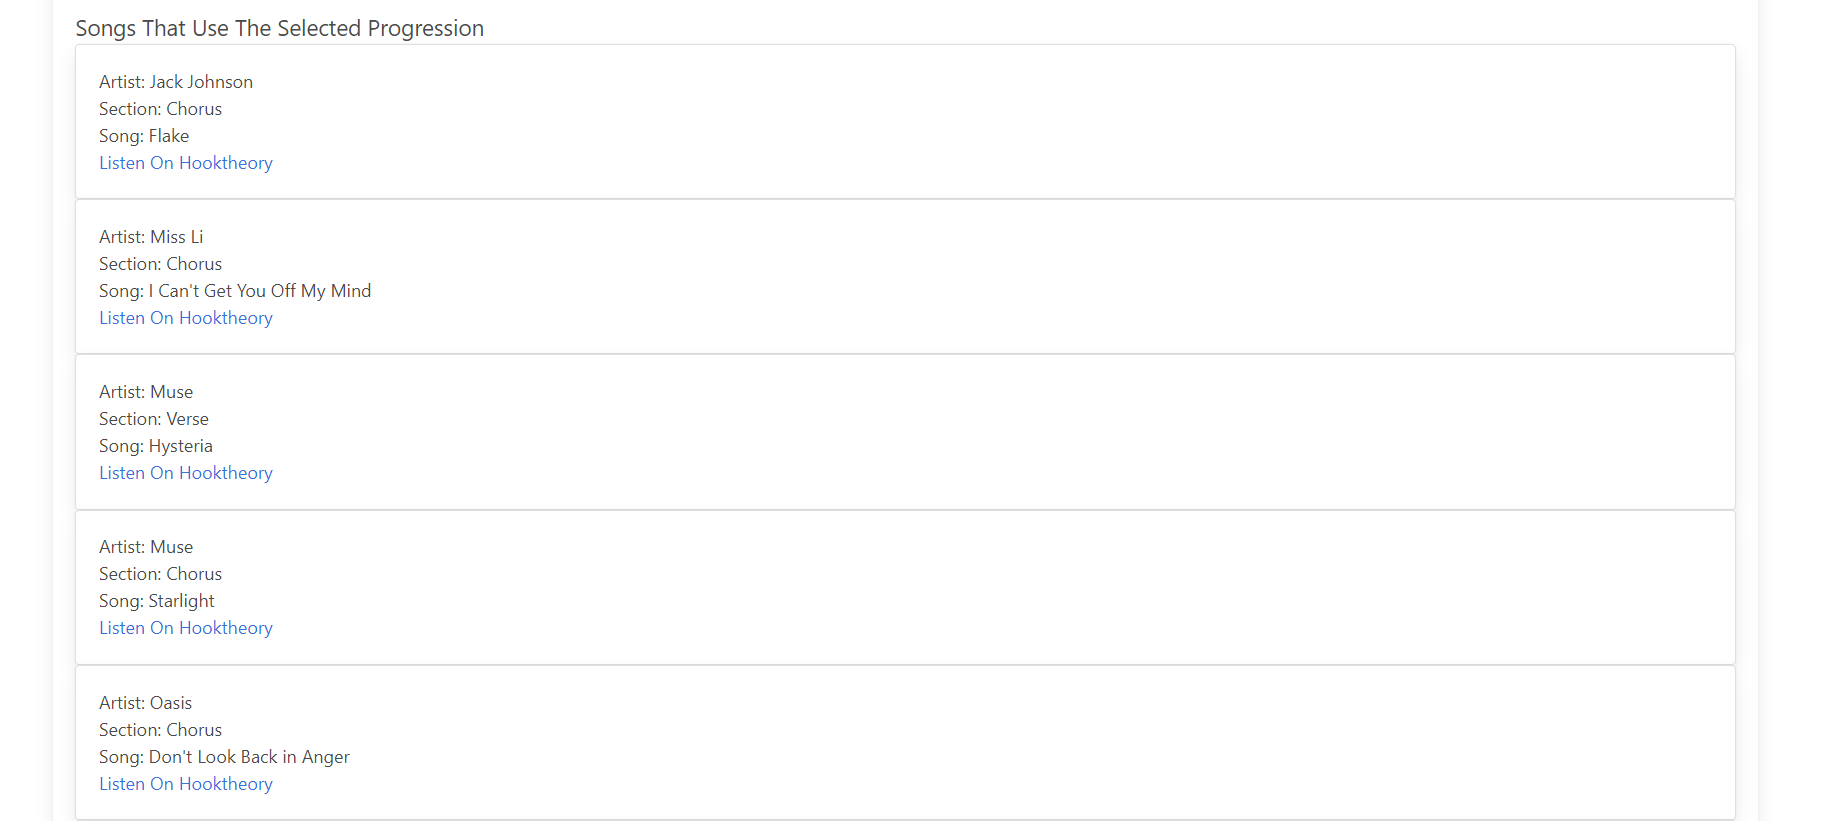 Songs That Use The Selected Progression
Artist: Jack Johnson
Section: Chorus
Song: Flake
Listen On Hooktheory
Artist: Miss Li
Section: Chorus
Song: I Can't Get You Off My Mind
Listen On Hooktheory
Artist: Muse
Section: Verse
Song: Hysteria
Listen On Hooktheory
Artist: Muse
Section: Chorus
Song: Starlight
Listen On Hooktheory
Artist: Oasis
Section: Chorus
Song: Don't Look Back in Anger
Listen On Hooktheory